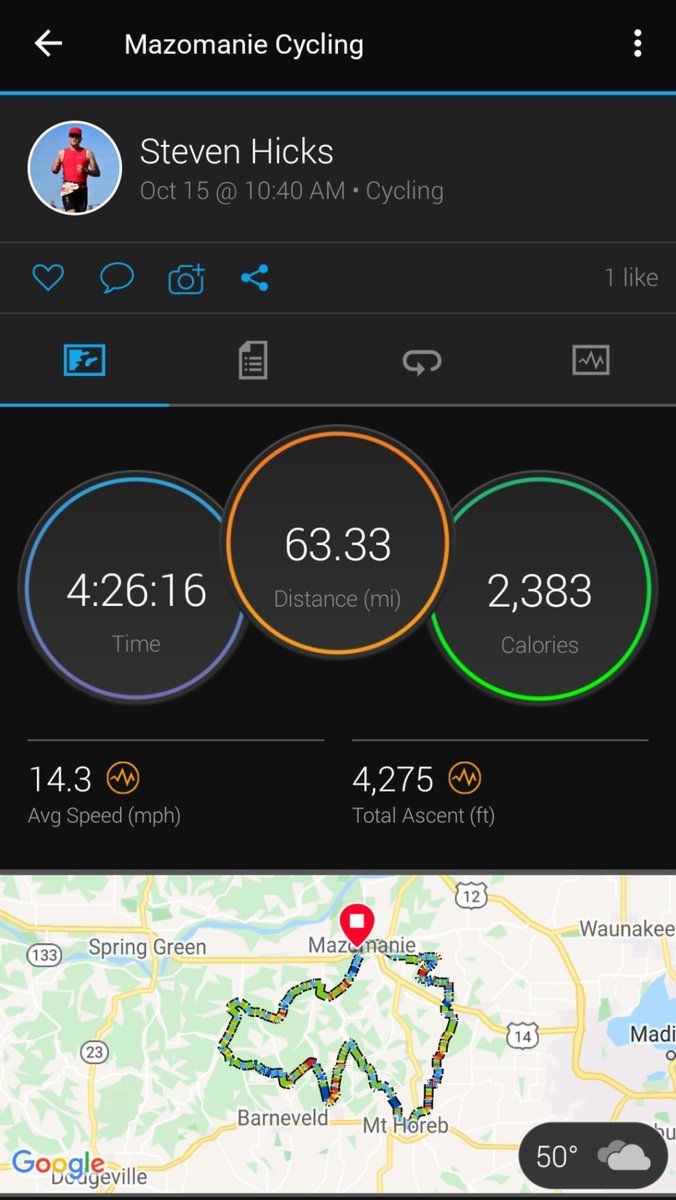 Mazomanie Cycling
Steven Hicks
Oct 15 @ 10:40 AM • Cycling
1 like
63.33
Distance (mi)
4:26:16
Time
2,383
Calories
14.3
Avg Speed (mph)
4,275
Total Ascent (ft)
12
Waunakee
133
Spring Green
Mazomanie
14
Madi
23
Barneveld
Mt Horeb
50°
Google
Dodgeville